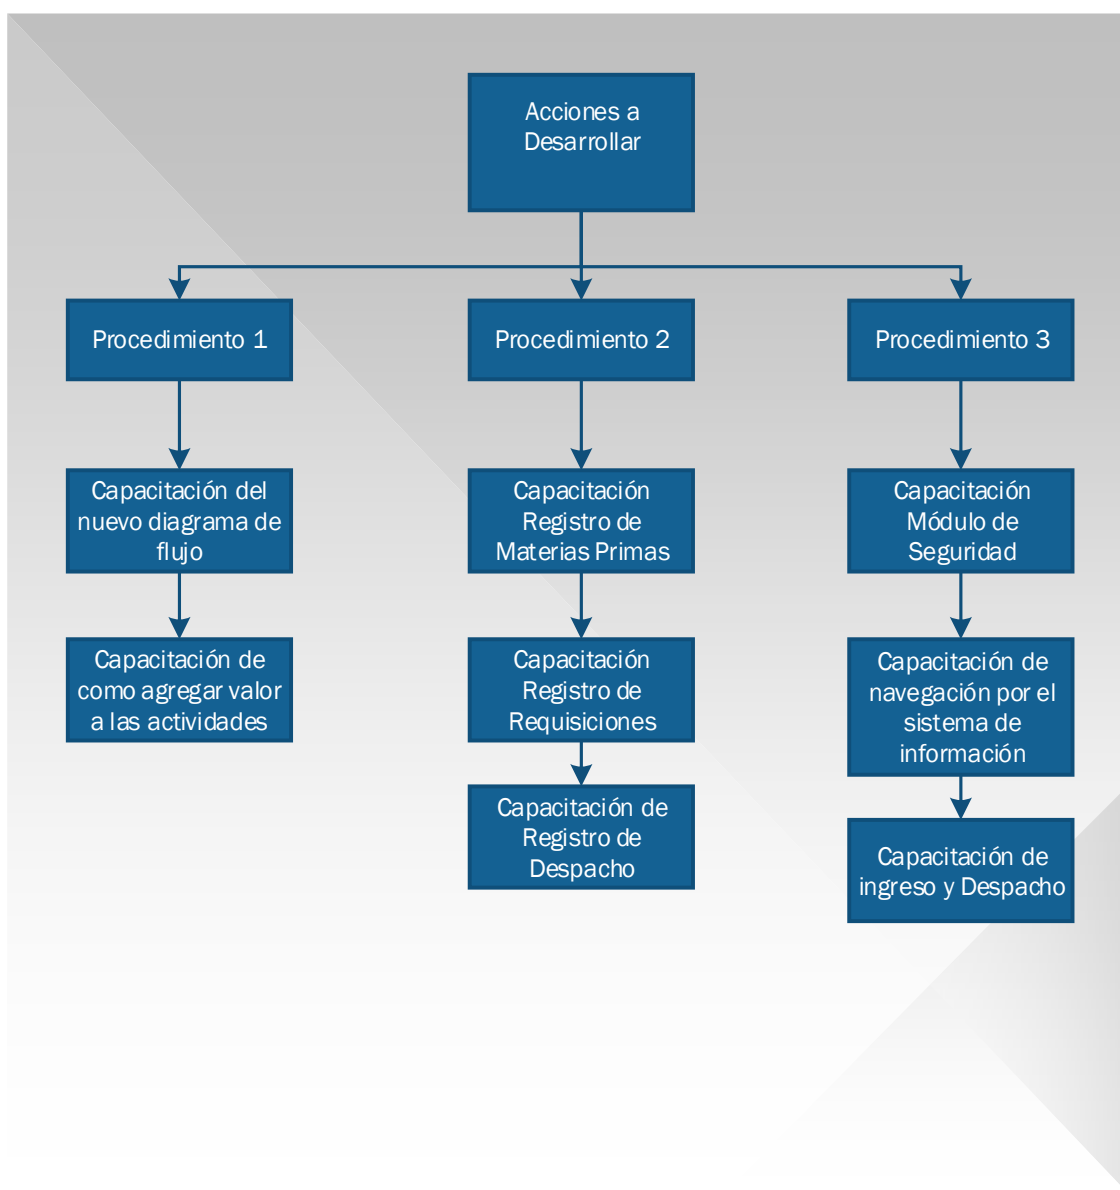 Acciones a
Desarrollar
Procedimiento 1
Procedimiento 2
Procedimiento 3
Capacitación del
nuevo diagrama de
flujo
Capacitación
Registro de
Materias Primas
Capacitación
Módulo de
Seguridad
Capacitación de
como agregar valor
a las actividades
Capacitación
Registro de
Requisiciones
Capacitación de
navegación por el
sistema de
información
Capacitación de
Registro de
Despacho
Capacitación de
ingreso y Despacho